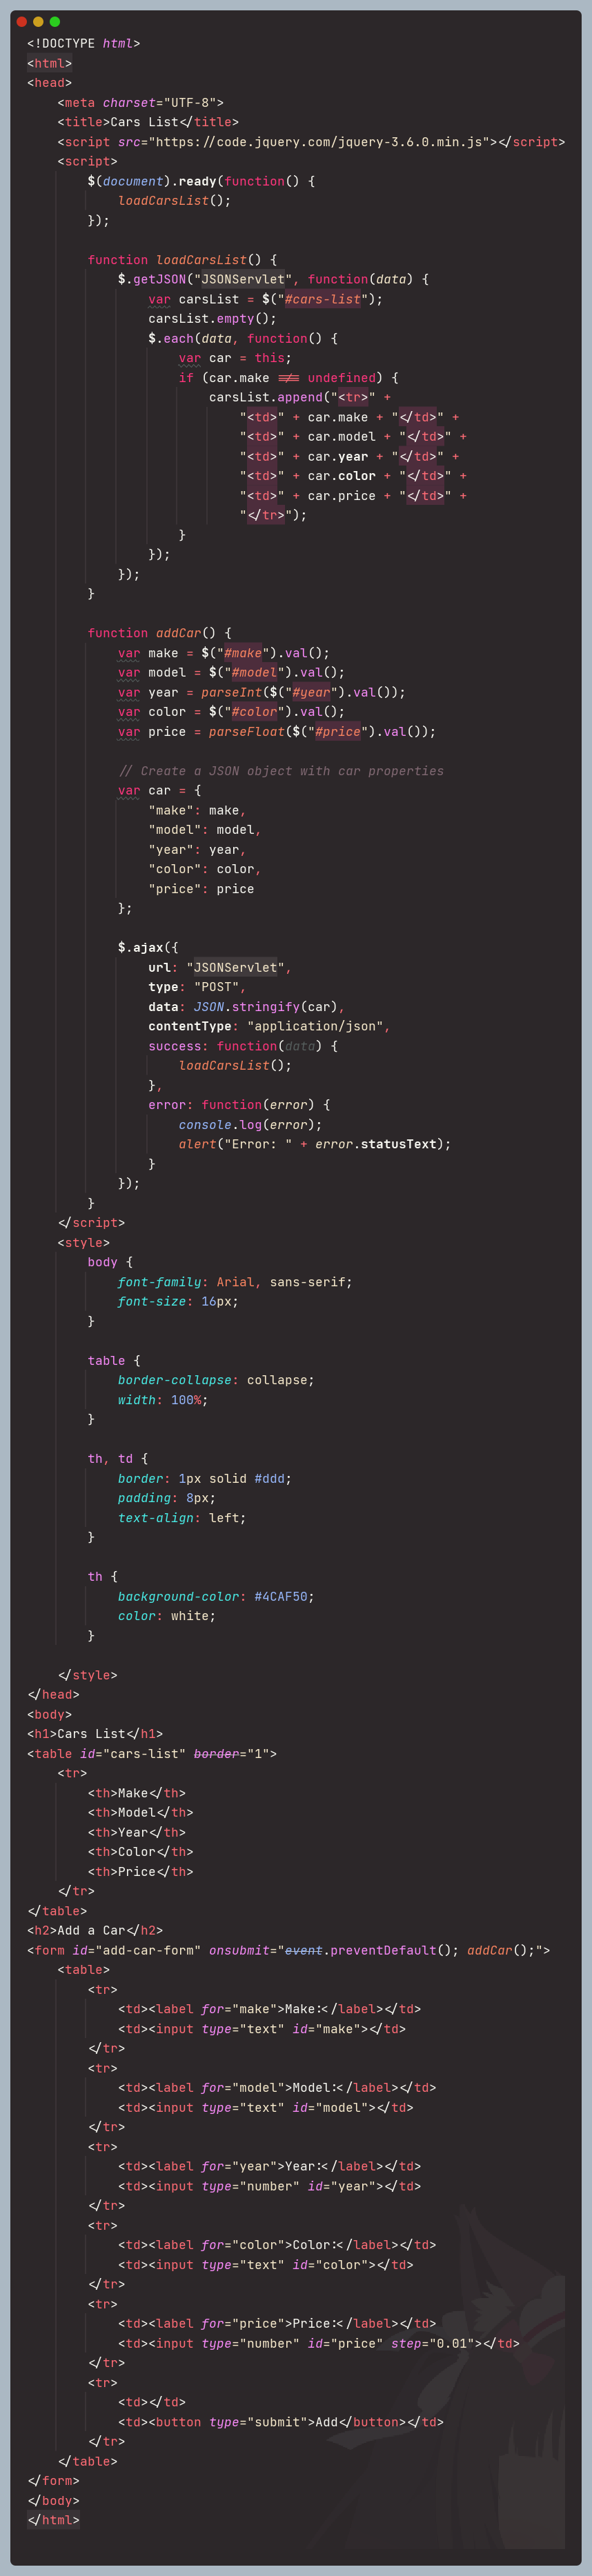 <!DOCTYPE html>
<html>
<head>
    <meta charset="UTF-8">
    <title>Cars List</title>
    <script src="https://code.jquery.com/jquery-3.6.0.min.js"></script>
    <script>
        $(document).ready(function() {
            loadCarsList();
        });

        function loadCarsList() {
            $.getJSON("JSONServlet", function(data) {
                var carsList = $("#cars-list");
                carsList.empty();
                $.each(data, function() {
                    var car = this;
                    if (car.make !== undefined) {
                        carsList.append("<tr>" +
                            "<td>" + car.make + "</td>" +
                            "<td>" + car.model + "</td>" +
                            "<td>" + car.year + "</td>" +
                            "<td>" + car.color + "</td>" +
                            "<td>" + car.price + "</td>" +
                            "</tr>");
                    }
                });
            });
        }

        function addCar() {
            var make = $("#make").val();
            var model = $("#model").val();
            var year = parseInt($("#year").val());
            var color = $("#color").val();
            var price = parseFloat($("#price").val());

            // Create a JSON object with car properties
            var car = {
                "make": make,
                "model": model,
                "year": year,
                "color": color,
                "price": price
            };

            $.ajax({
                url: "JSONServlet",
                type: "POST",
                data: JSON.stringify(car),
                contentType: "application/json",
                success: function(data) {
                    loadCarsList();
                },
                error: function(error) {
                    console.log(error);
                    alert("Error: " + error.statusText);
                }
            });
        }
    </script>
    <style>
        body {
            font-family: Arial, sans-serif;
            font-size: 16px;
        }

        table {
            border-collapse: collapse;
            width: 100%;
        }

        th, td {
            border: 1px solid #ddd;
            padding: 8px;
            text-align: left;
        }

        th {
            background-color: #4CAF50;
            color: white;
        }

    </style>
</head>
<body>
<h1>Cars List</h1>
<table id="cars-list" border="1">
    <tr>
        <th>Make</th>
        <th>Model</th>
        <th>Year</th>
        <th>Color</th>
        <th>Price</th>
    </tr>
</table>
<h2>Add a Car</h2>
<form id="add-car-form" onsubmit="event.preventDefault(); addCar();">
    <table>
        <tr>
            <td><label for="make">Make:</label></td>
            <td><input type="text" id="make"></td>
        </tr>
        <tr>
            <td><label for="model">Model:</label></td>
            <td><input type="text" id="model"></td>
        </tr>
        <tr>
            <td><label for="year">Year:</label></td>
            <td><input type="number" id="year"></td>
        </tr>
        <tr>
            <td><label for="color">Color:</label></td>
            <td><input type="text" id="color"></td>
        </tr>
        <tr>
            <td><label for="price">Price:</label></td>
            <td><input type="number" id="price" step="0.01"></td>
        </tr>
        <tr>
            <td></td>
            <td><button type="submit">Add</button></td>
        </tr>
    </table>
</form>
</body>
</html>